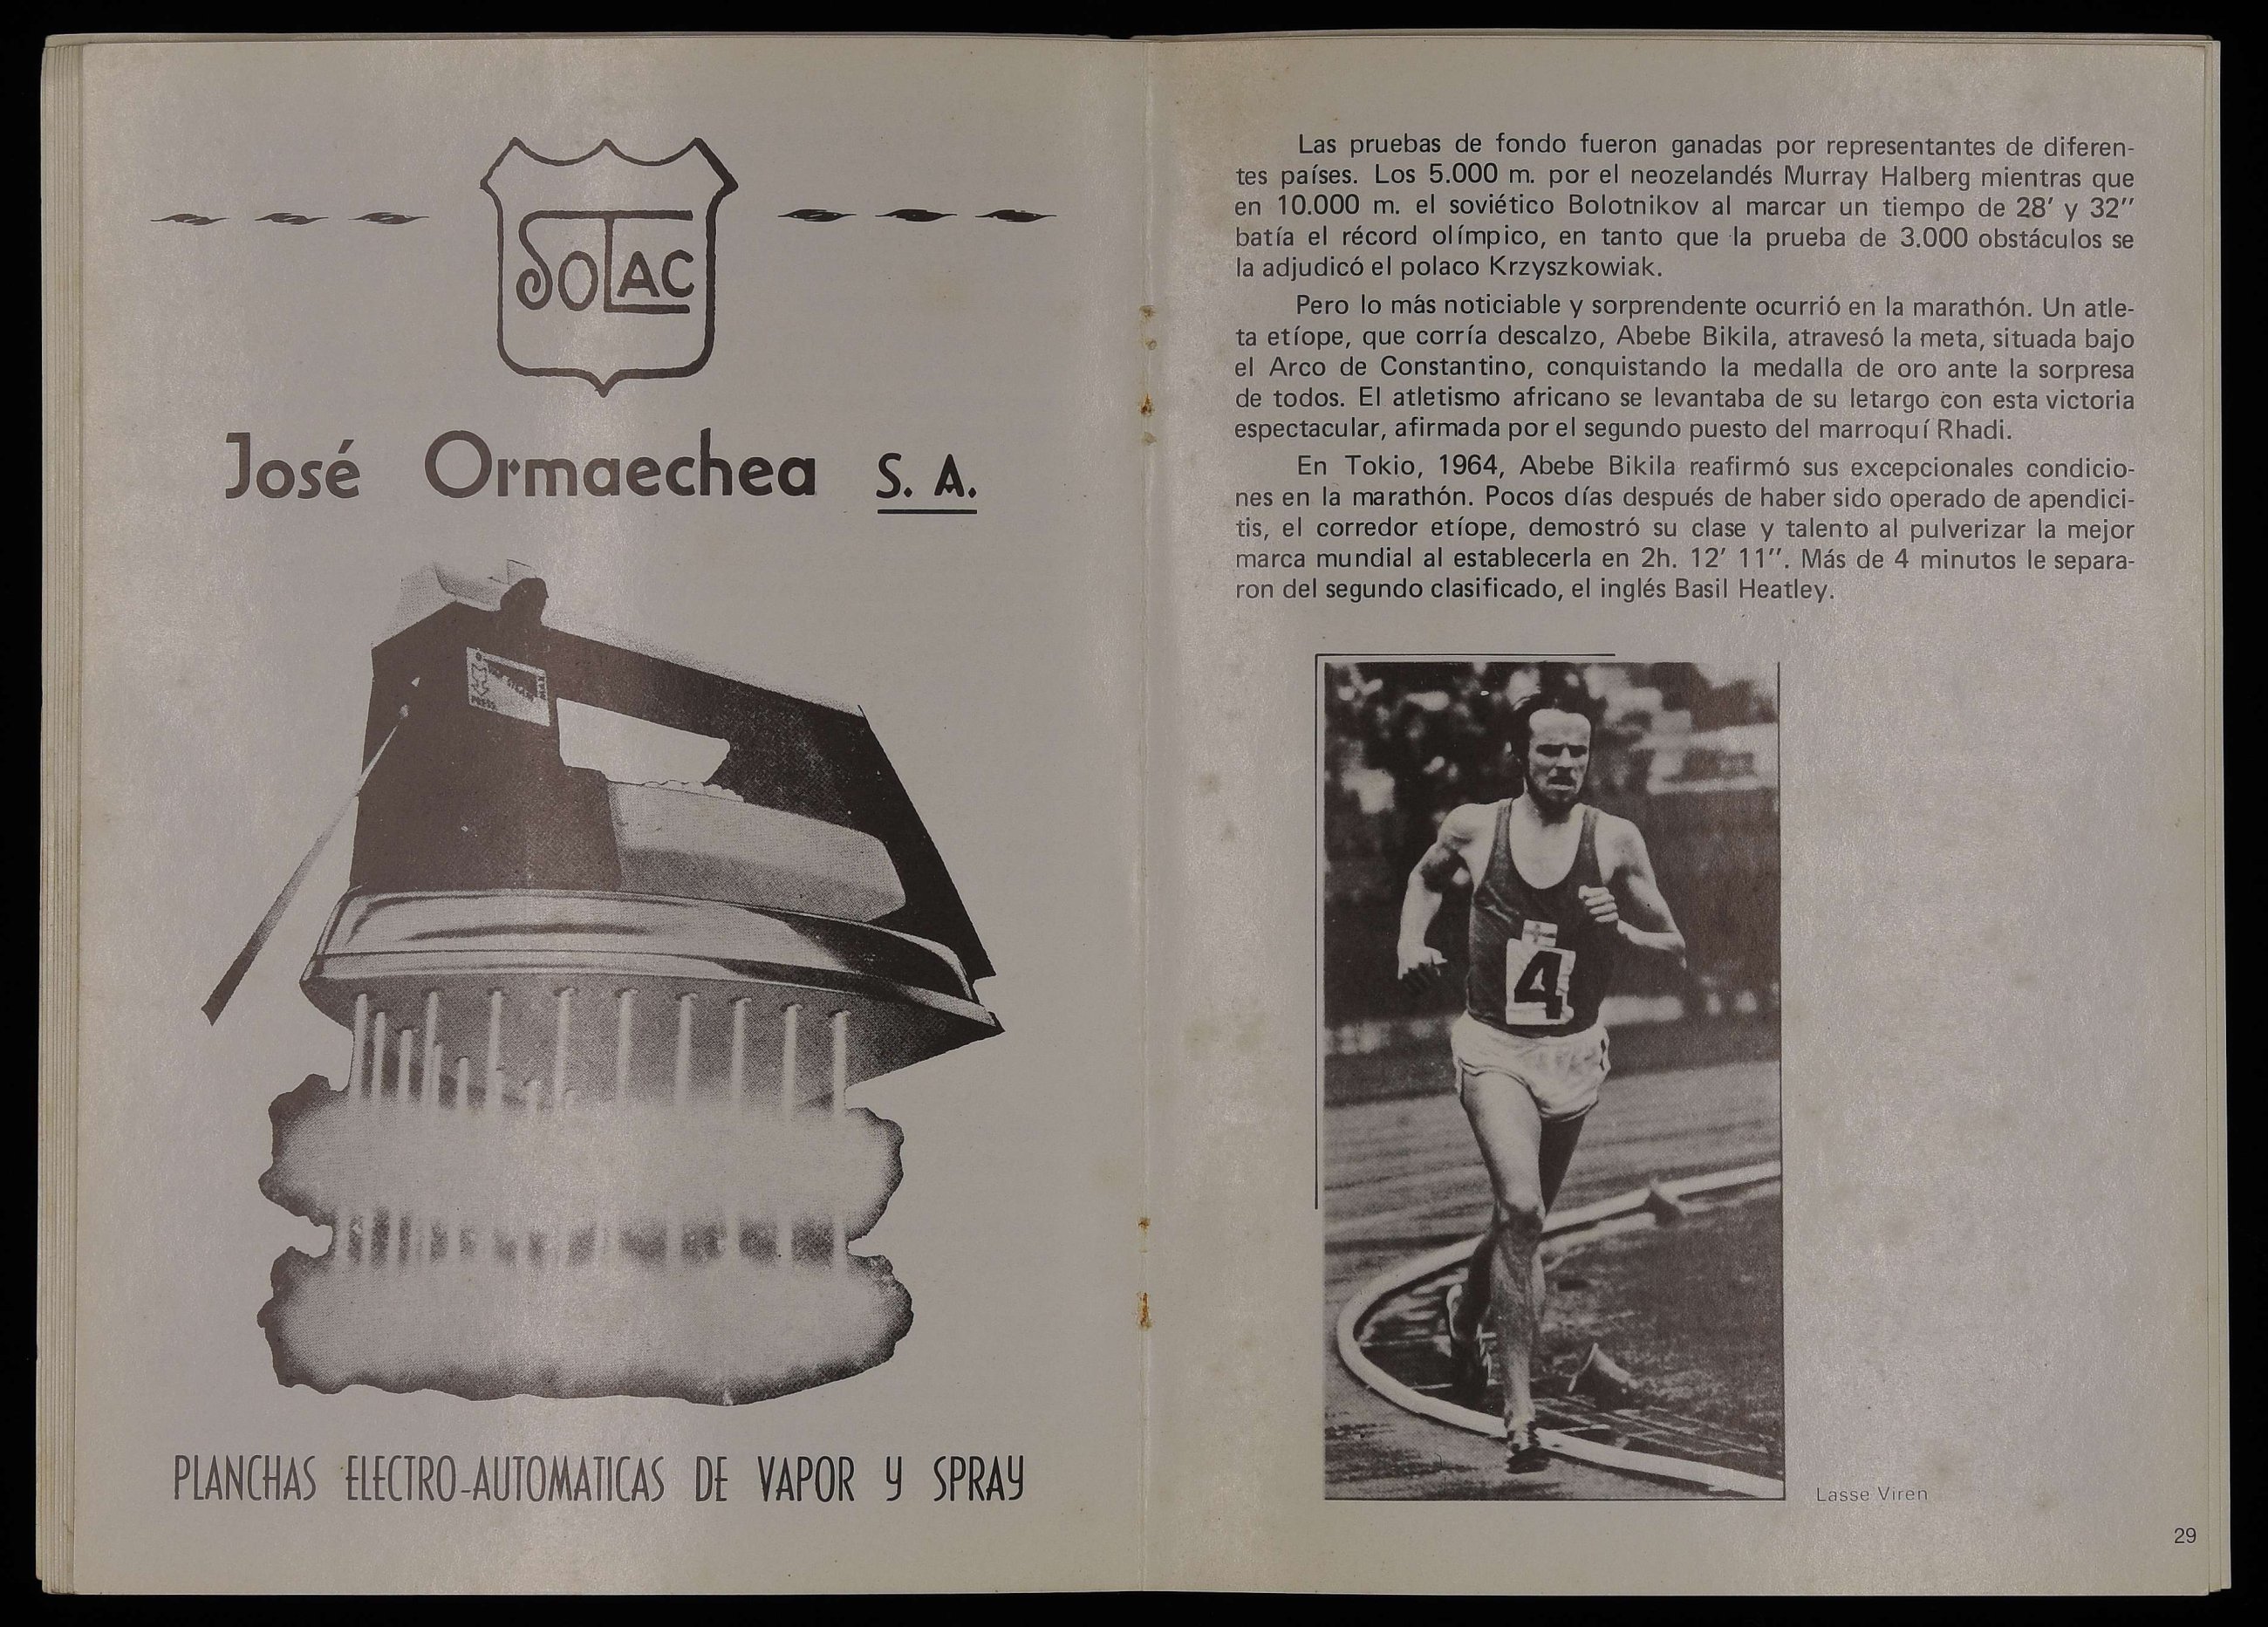 SOLAC
José Ormaechea S. A.
PRESS
PLANCHAS ELECTRO-AUTOMATICAS DE VAPOR Y SPRAY
Las pruebas de fondo fueron ganadas por representantes de diferen-
tes países. Los 5.000 m. por el neozelandés Murray Halberg mientras que
en 10.000 m. el soviético Bolotnikov al marcar un tiempo de 28' y 32''
batía el récord olímpico, en tanto que la prueba de 3.000 obstáculos se
la adjudicó el polaco Krzyszkowiak.
Pero lo más noticiable y sorprendente ocurrió en la marathón. Un atle-
ta etíope, que corría descalzo, Abebe Bikila, atravesó la meta, situada bajo
el Arco de Constantino, conquistando la medalla de oro ante la sorpresa
de todos. El atletismo africano se levantaba de su letargo con esta victoria
espectacular, afirmada por el segundo puesto del marroquí Rhadi.
En Tokio, 1964, Abebe Bikila reafirmó sus excepcionales condicio-
nes en la marathón. Pocos días después de haber sido operado de apendici-
tis, el corredor etíope, demostró su clase y talento al pulverizar la mejor
marca mundial al establecerla en 2h. 12' 11''. Más de 4 minutos le separa-
ron del segundo clasificado, el inglés Basil Heatley.
4
Lasse Viren
29